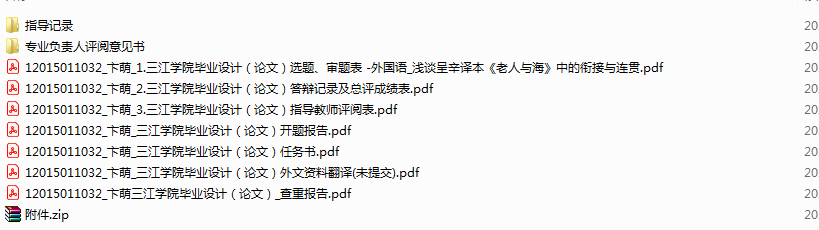 指导记录
专业负责人评阅意见书
12015011032_卞萌_1.三江学院毕业设计（论文）选题、审题表 -外国语_浅谈呈辛译本《老人与海》中的衔接与连贯.pdf
12015011032_卞萌_2.三江学院毕业设计（论文）答辩记录及总评成绩表.pdf
12015011032_卞萌_3.三江学院毕业设计（论文）指导教师评阅表.pdf
12015011032_卞萌_三江学院毕业设计（论文）开题报告.pdf
12015011032_卞萌_三江学院毕业设计（论文）任务书.pdf
12015011032_卞萌_三江学院毕业设计（论文）外文资料翻译(未提交).pdf
12015011032_卞萌三江学院毕业设计（论文）_查重报告.pdf
附件.zip